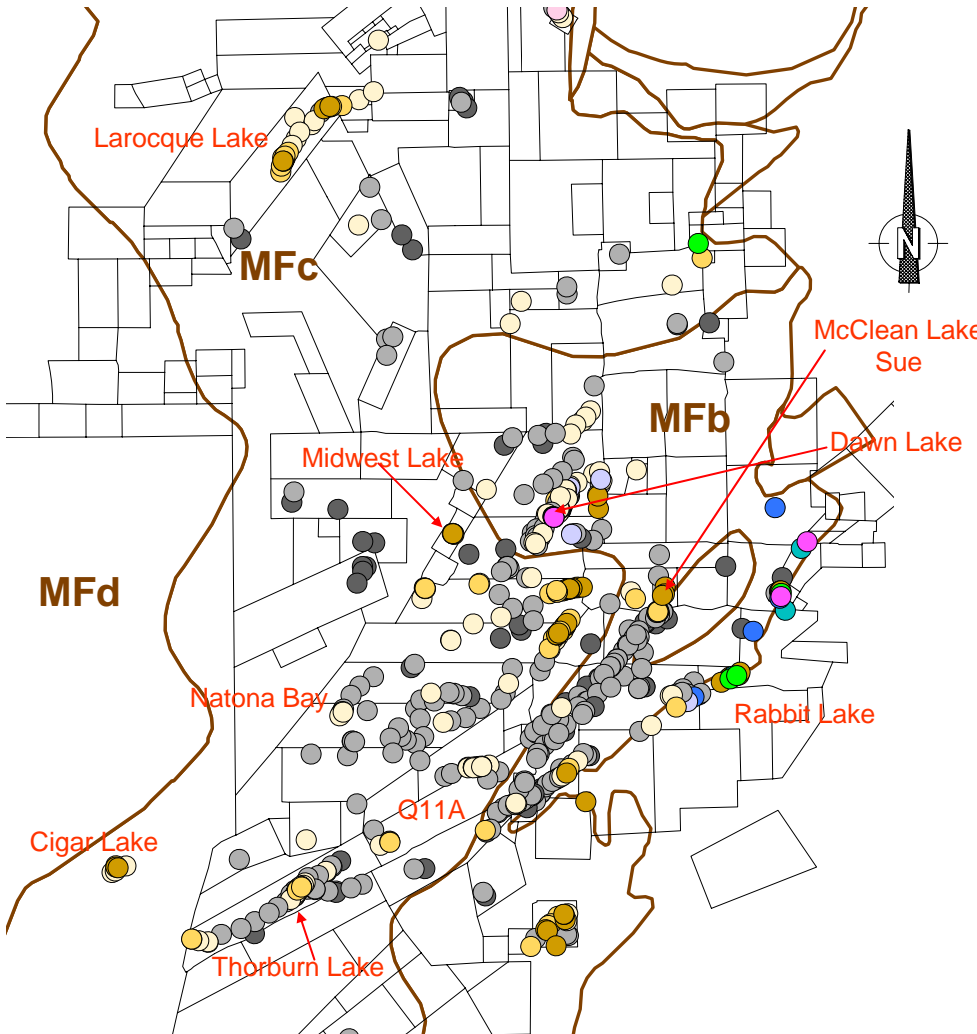 Larocque Lake
MFc
N
McClean Lake
Sue
MFb
Dawn Lake
Midwest Lake
MFd
Natona Bay
Rabbit Lake
Q11A
Cigar Lake
Thorburn Lake